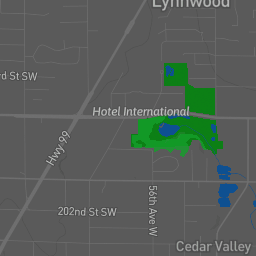 Lynnwood
d St SW
Hotel International
Hwy 99
56th Ave W
202nd St SW
Cedar Valley